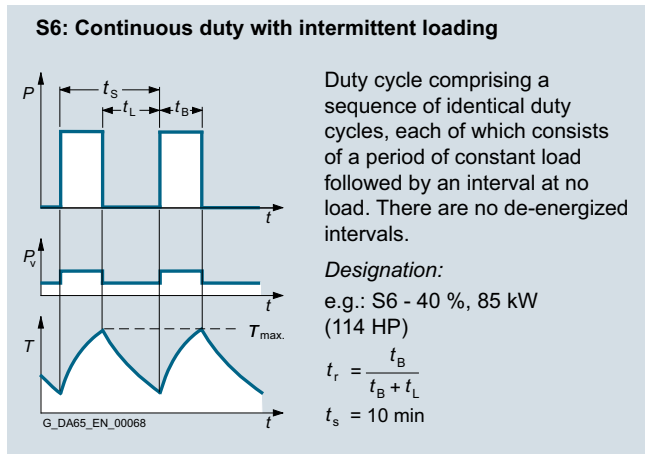 S6: Continuous duty with intermittent loading
P
tS
tL
tB
t
Pv
t
T
Tmax.
t
G_DA65_EN_00068
Duty cycle comprising a
sequence of identical duty
cycles, each of which consists
of a period of constant load
followed by an interval at no
load. There are no de-energized
intervals.
Designation:
e.g.: S6 - 40 %, 85 kW
(114 HP)
tr = tB / (tB + tL)
ts = 10 min